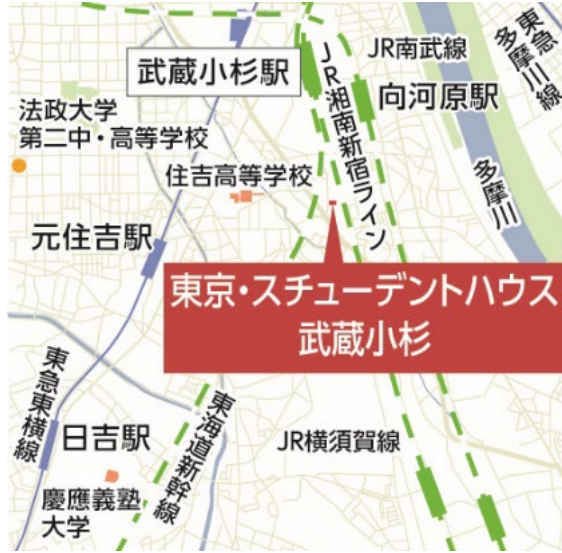 武蔵小杉駅
JR湘南新宿ライン
JR南武線
向河原駅
東急
多摩川線
多摩川
法政大学
第二中・高等学校
住吉高等学校
元住吉駅
東京・スチューデントハウス
武蔵小杉
東急東横線
日吉駅
東海道新幹線
JR横須賀線
慶應義塾
大学